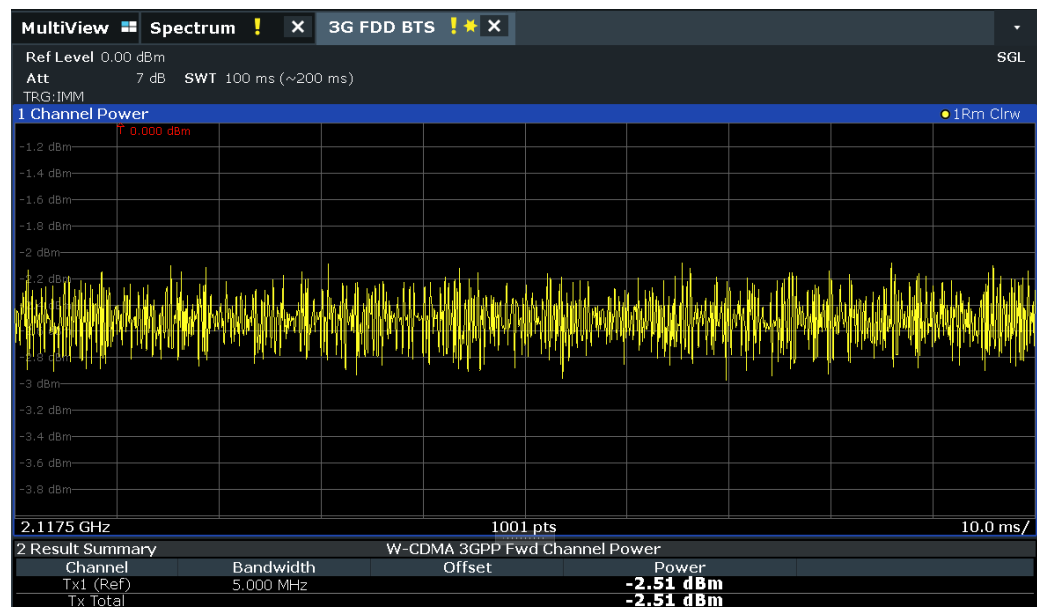 MultiView Spectrum ! X 3G FDD BTS ! X
Ref Level 0.00 dBm SGL
Att 7 dB SWT 100 ms (~200 ms)
TRG:IMM
1 Channel Power 1Rm Clrw
T 0.000 dBm
-1.2 dBm
-1.4 dBm
-1.6 dBm
-1.8 dBm
-2 dBm
-3 dBm
-3.2 dBm
-3.4 dBm
-3.6 dBm
-3.8 dBm
2.1175 GHz 1001 pts 10.0 ms/
2 Result Summary W-CDMA 3GPP Fwd Channel Power
Channel Bandwidth Offset Power
Tx1 (Ref) 5.000 MHz -2.51 dBm
Tx Total -2.51 dBm